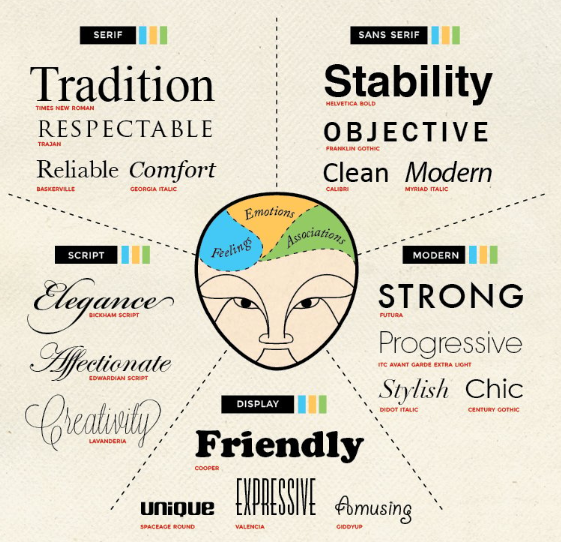 SERIF
Tradition
TIMES NEW ROMAN
RESPECTABLE
TRAJAN
Reliable Comfort
BASKERVILLE GEORGIA ITALIC
SANS SERIF
Stability
HELVETICA BOLD
OBJECTIVE
FRANKLIN GOTHIC
Clean Modern
CALIBRI MYRIAD ITALIC
Emotions
Feelings
Associations
SCRIPT
Elegance
BICKHAM SCRIPT
Affectionate
EDWARDIAN SCRIPT
Creativity
LAVANDERIA
MODERN
STRONG
FUTURA
Progressive
ITC AVANT GARDE EXTRA LIGHT
Stylish Chic
DIDOT ITALIC CENTURY GOTHIC
DISPLAY
Friendly
COOPER
unique EXPRESSIVE Amusing
SPACEAGE ROUND VALENCIA GIDDYUP